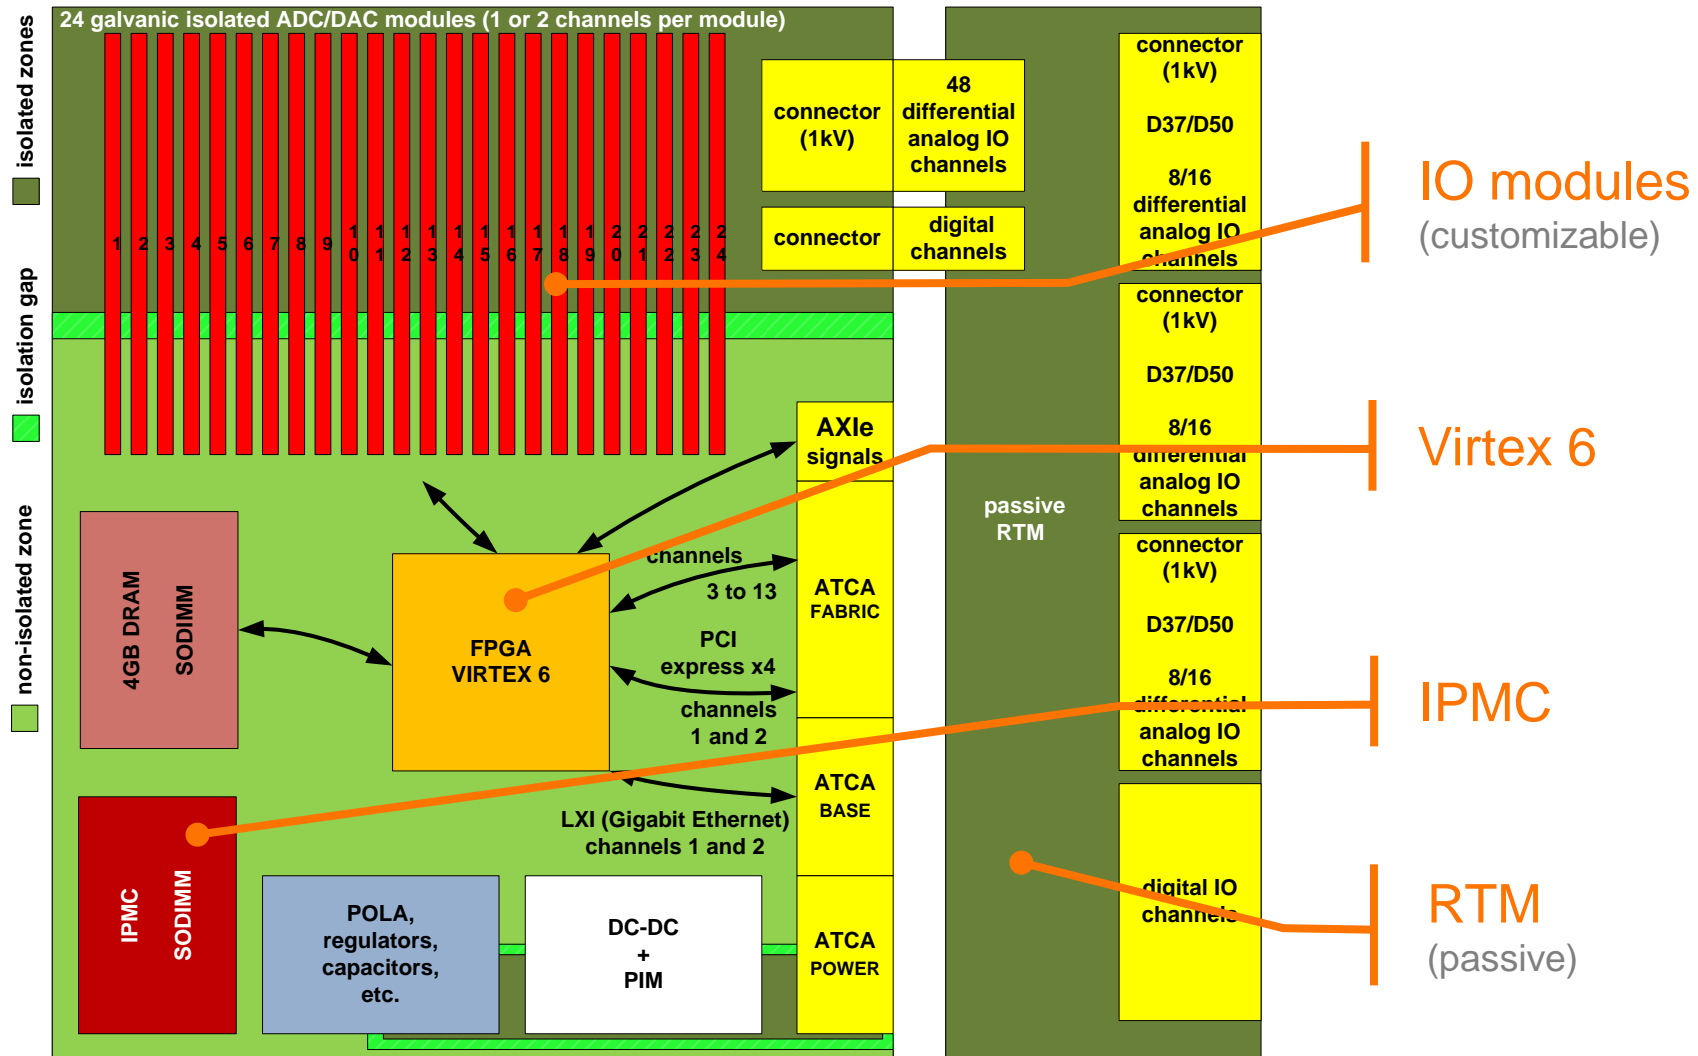 24 galvanic isolated ADC/DAC modules (1 or 2 channels per module)
isolated zones
isolation gap
non-isolated zone
1
2
3
4
5
6
7
8
9
10
11
12
13
14
15
16
17
18
19
20
21
22
23
24
connector
(1kV)
48
differential
analog IO
channels
connector
digital
channels
connector
(1kV)
D37/D50
8/16
differential
analog IO
channels
connector
(1kV)
D37/D50
8/16
differential
analog IO
channels
connector
(1kV)
D37/D50
8/16
differential
analog IO
channels
digital IO
channels
passive
RTM
AXIe
signals
ATCA
FABRIC
ATCA
BASE
ATCA
POWER
channels
3 to 13
PCI
express x4
channels
1 and 2
LXI (Gigabit Ethernet)
channels 1 and 2
FPGA
VIRTEX 6
4GB DRAM
SODIMM
IPMC
SODIMM
POLA,
regulators,
capacitors,
etc.
DC-DC
+
PIM
IO modules
(customizable)
Virtex 6
IPMC
RTM
(passive)